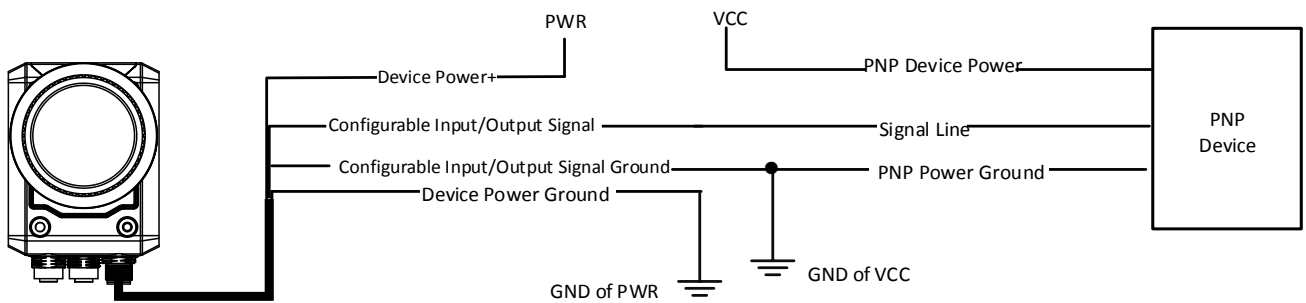 PWR
VCC
Device Power+
PNP Device Power
Configurable Input/Output Signal
Signal Line
PNP
Device
Configurable Input/Output Signal Ground
PNP Power Ground
Device Power Ground
GND of PWR
GND of VCC